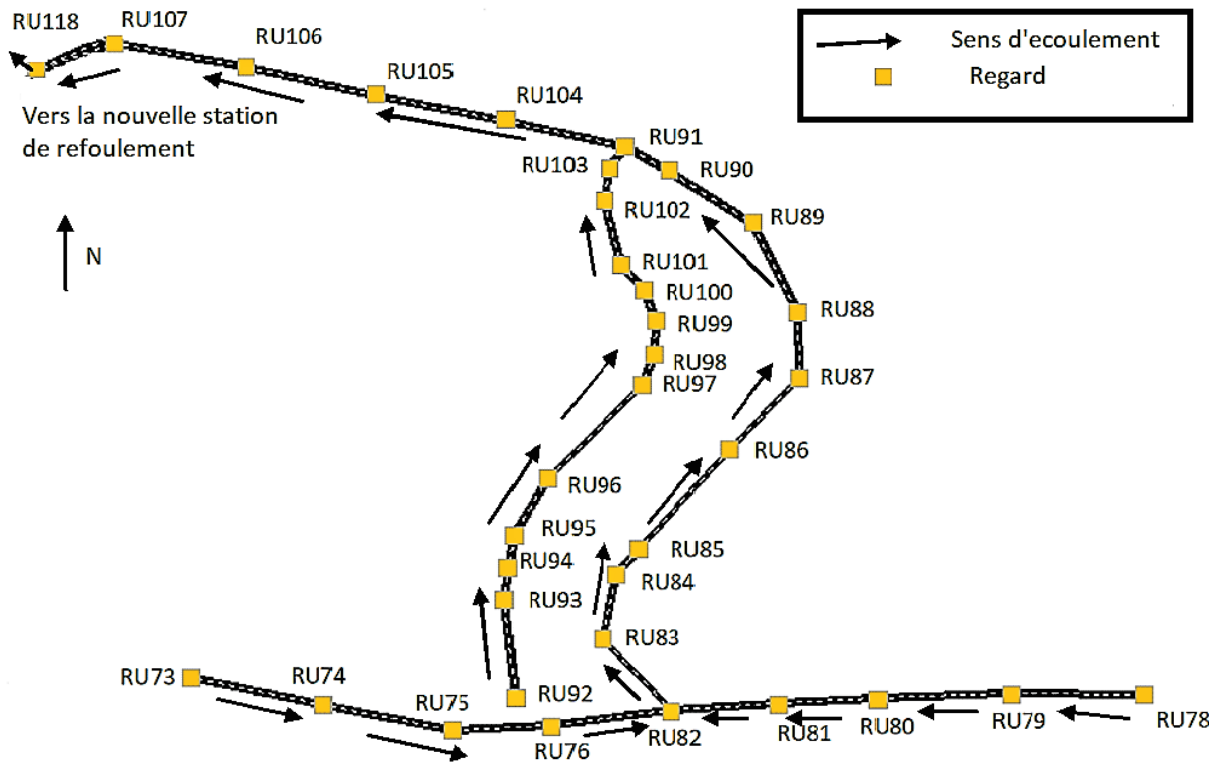 RU118
RU107
RU106
RU105
RU104
Sens d'ecoulement
Regard
Vers la nouvelle station
de refoulement
RU91
RU103
RU90
RU102
RU89
N
RU101
RU100
RU88
RU99
RU98
RU97
RU87
RU86
RU96
RU95
RU85
RU94
RU84
RU93
RU83
RU73
RU74
RU75
RU92
RU76
RU82
RU81
RU80
RU79
RU78